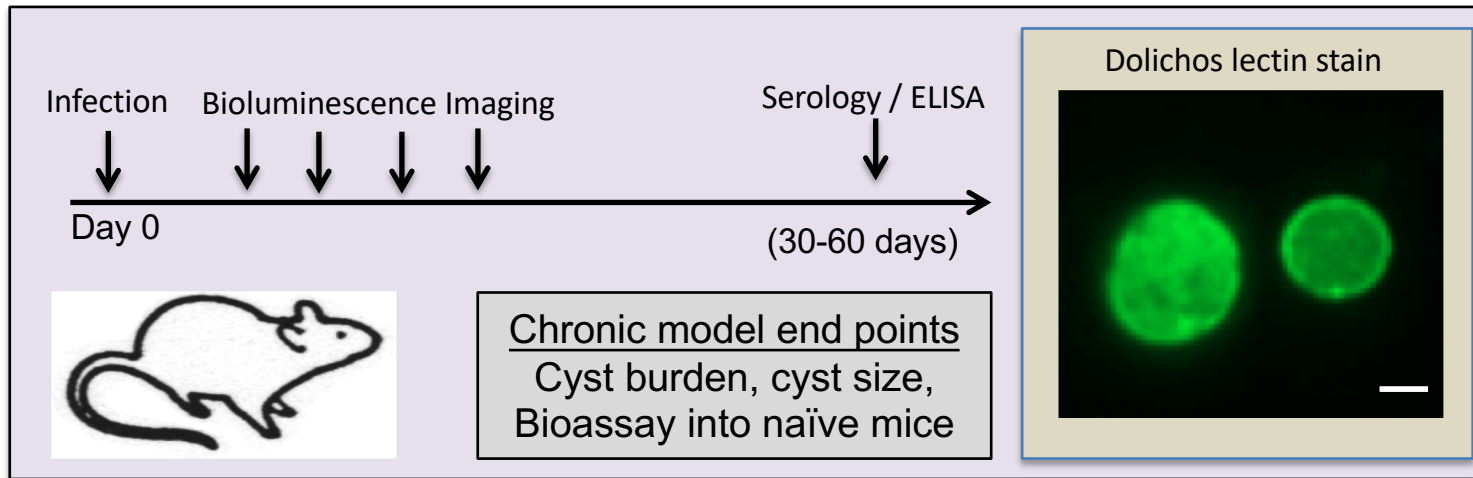 Infection
Bioluminescence Imaging
Serology / ELISA
Day 0
(30-60 days)
Chronic model end points
Cyst burden, cyst size,
Bioassay into naïve mice
Dolichos lectin stain